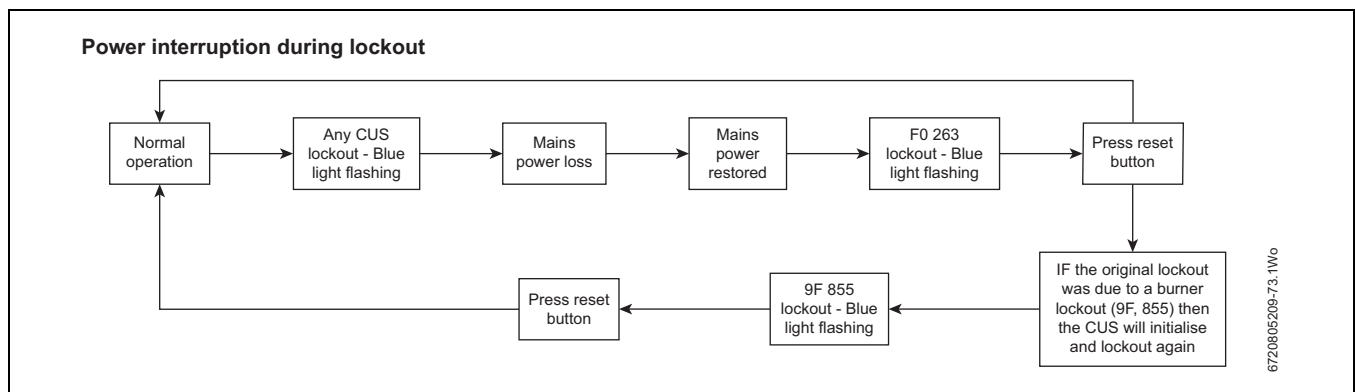 Power interruption during lockout
Normal
operation
Any CUS
lockout - Blue
light flashing
Mains
power loss
Mains
power
restored
F0 263
lockout - Blue
light flashing
Press reset
button
IF the original lockout
was due to a burner
lockout (9F, 855) then
the CUS will initialise
and lockout again
9F 855
lockout - Blue
light flashing
Press reset
button
6720805209-73.1Wo